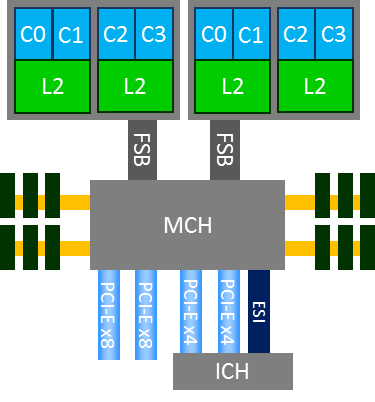 C0 C1 C2 C3 C0 C1 C2 C3
L2 L2 L2 L2
FSB FSB
MCH
PCI-E x8 PCI-E x8 PCI-E x4 PCI-E x4 ESI
ICH